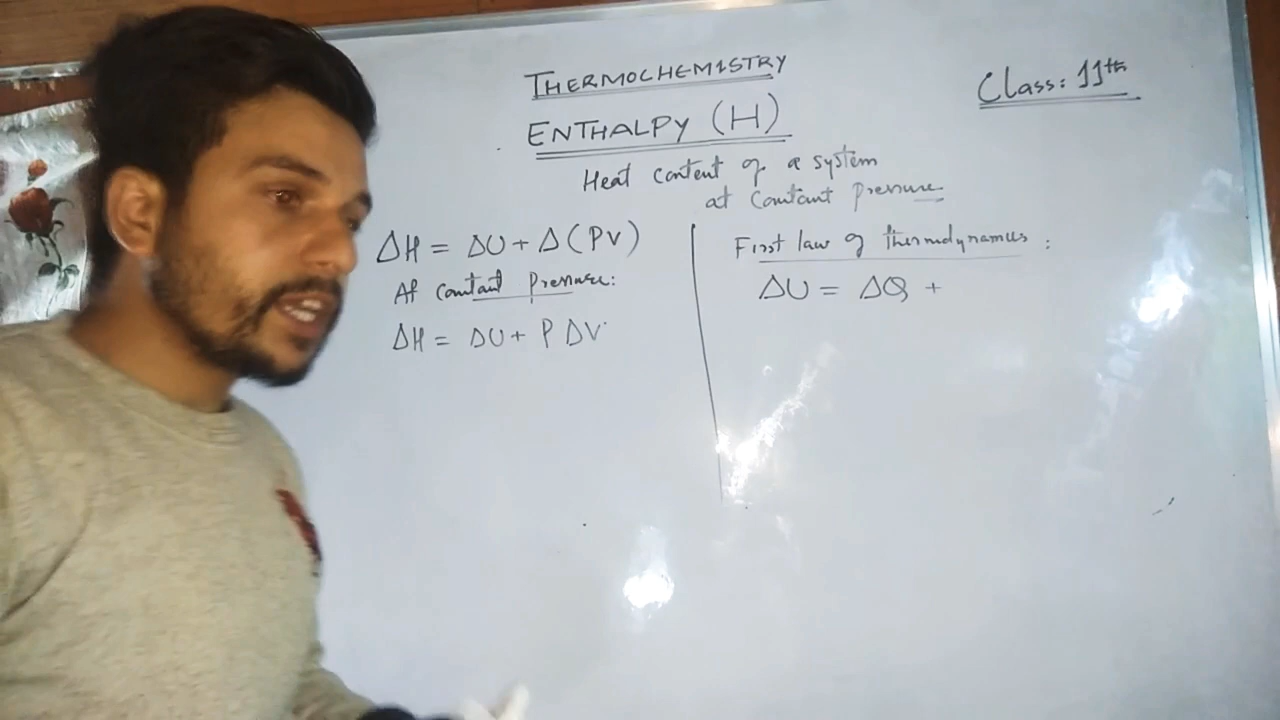 THERMOCHEMISTRY
Class: 11th
ENTHALPY (H)
Heat content of a system
at constant pressure
ΔH = ΔU + Δ(PV)
At constant pressure:
ΔH = ΔU + P ΔV
First law of thermodynamics :
ΔU = ΔQ +